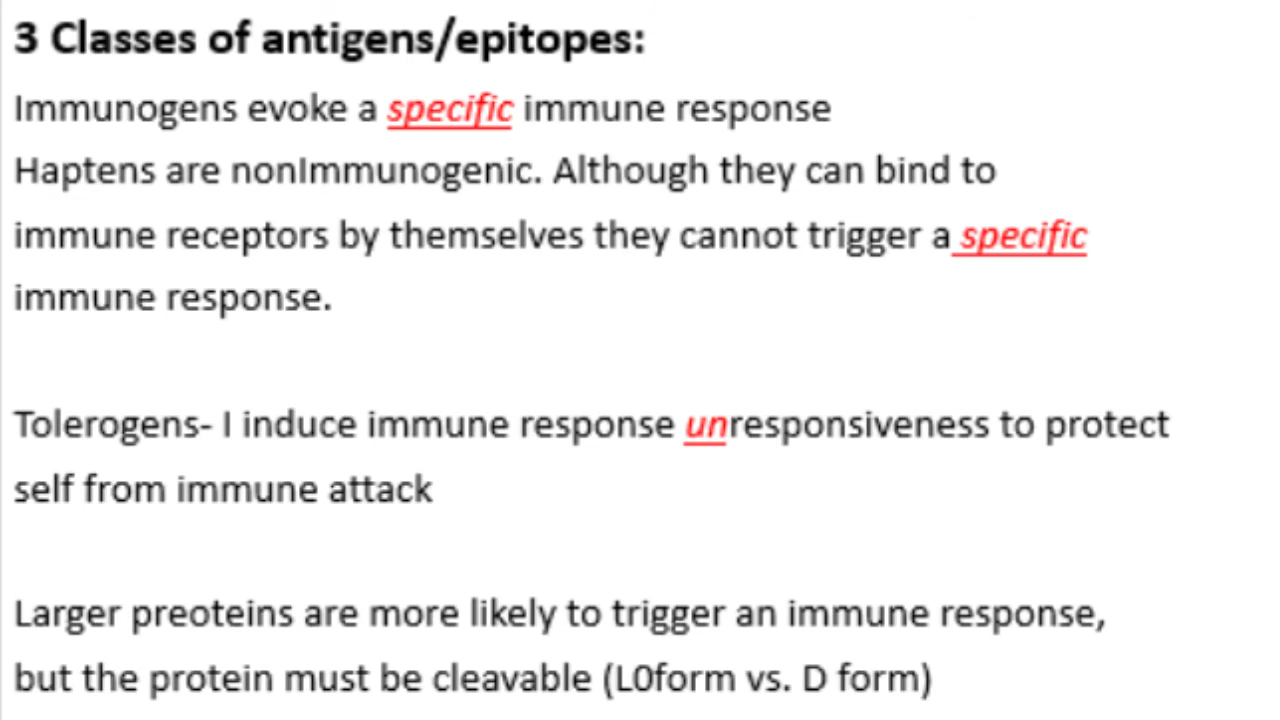 3 Classes of antigens/epitopes:
Immunogens evoke a specific immune response
Haptens are nonImmunogenic. Although they can bind to
immune receptors by themselves they cannot trigger a specific
immune response.
Tolerogens- I induce immune response unresponsiveness to protect
self from immune attack
Larger preoteins are more likely to trigger an immune response,
but the protein must be cleavable (L0form vs. D form)